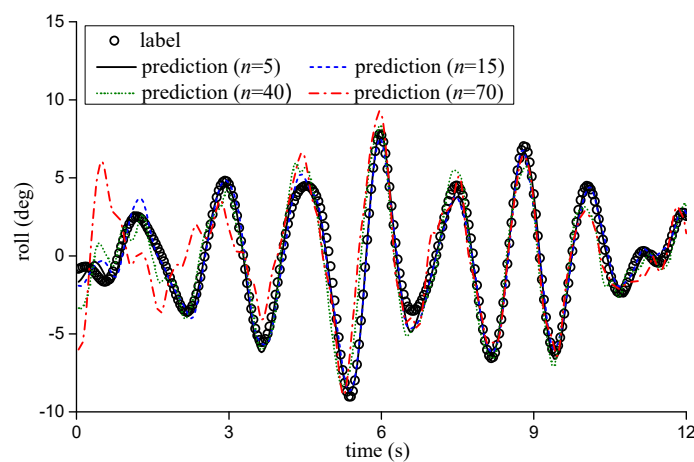 15
label
prediction (n=5) prediction (n=15)
prediction (n=40) prediction (n=70)
10
5
0
-5
-10
roll (deg)
0 3 6 9 12
time (s)